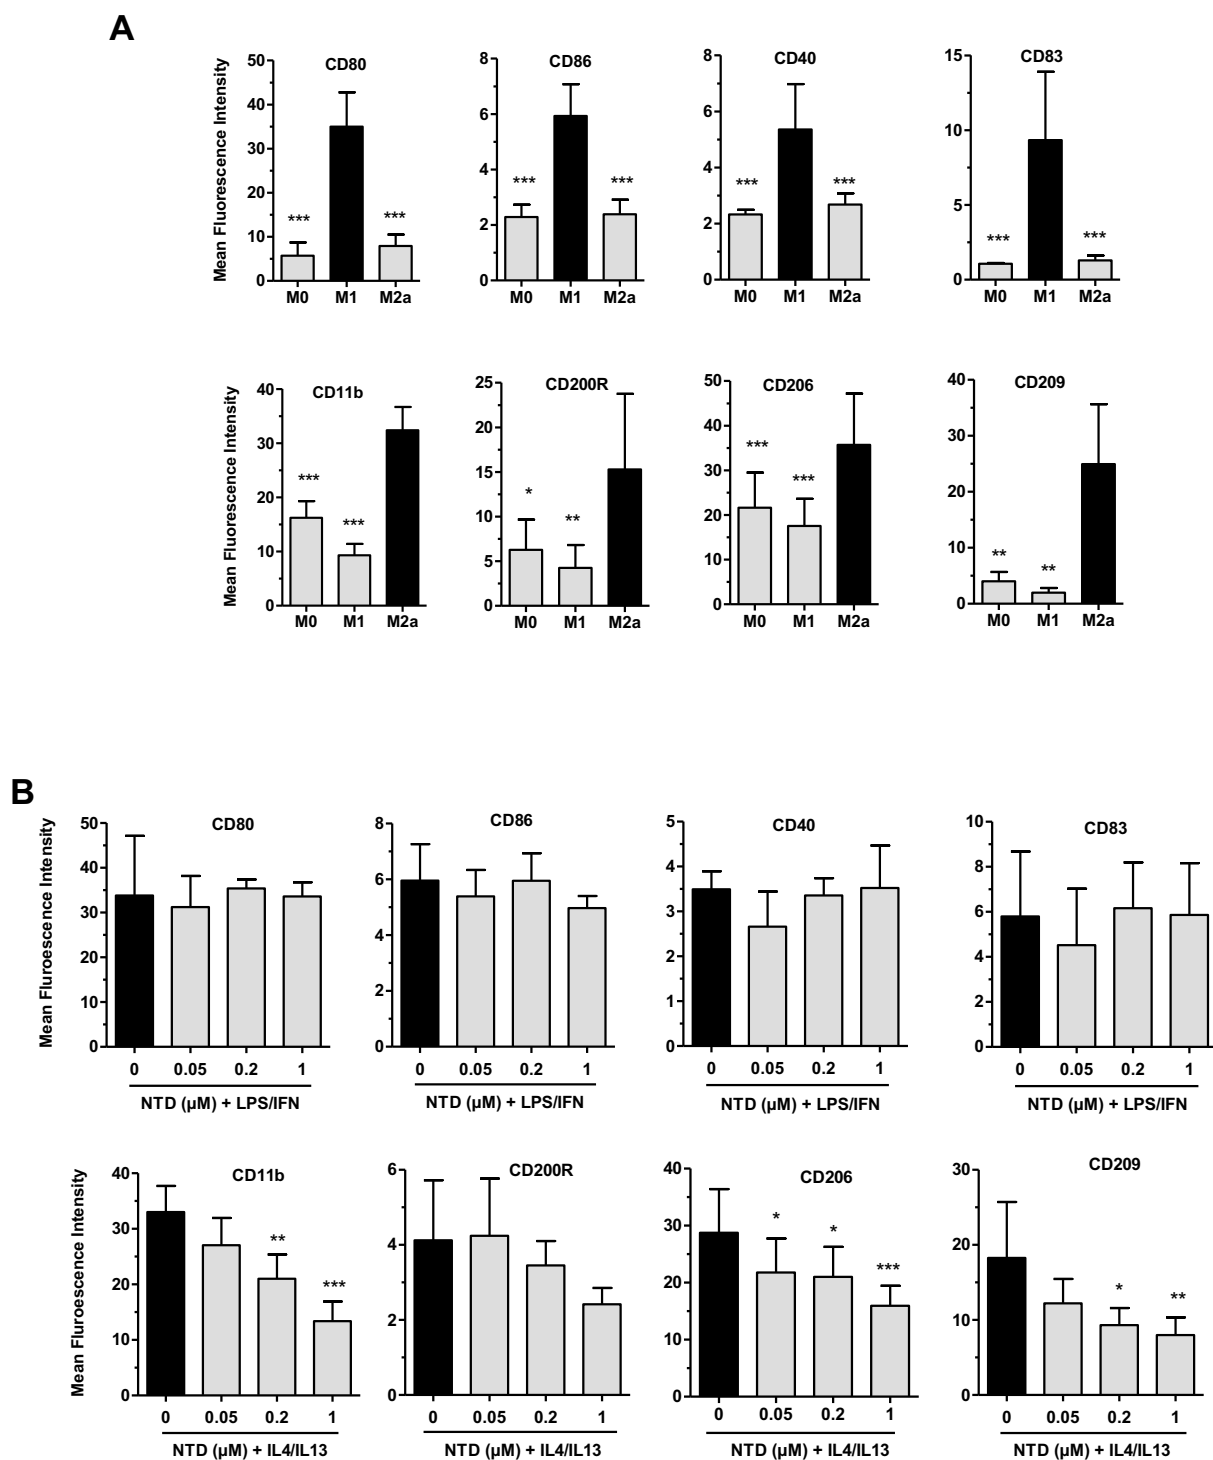 A
CD80
CD86
CD40
CD83
Mean Fluorescence Intensity
50
40
30
20
10
0
***
***
M0 M1 M2a
8
6
4
2
0
***
***
M0 M1 M2a
8
6
4
2
0
***
***
M0 M1 M2a
15
10
5
0
***
***
M0 M1 M2a
CD11b
CD200R
CD206
CD209
Mean Fluorescence Intensity
40
30
20
10
0
***
***
M0 M1 M2a
25
20
15
10
5
0
*
**
M0 M1 M2a
50
40
30
20
10
0
***
***
M0 M1 M2a
40
30
20
10
0
**
**
M0 M1 M2a
B
CD80
CD86
CD40
CD83
Mean Fluroescence Intensity
50
40
30
20
10
0
0 0.05 0.2 1
NTD (µM) + LPS/IFN
8
6
4
2
0
0 0.05 0.2 1
NTD (µM) + LPS/IFN
5
4
3
2
1
0
0 0.05 0.2 1
NTD (µM) + LPS/IFN
10
8
6
4
2
0
0 0.05 0.2 1
NTD (µM) + LPS/IFN
CD11b
CD200R
CD206
CD209
Mean Fluroescence Intensity
40
30
20
10
0
**
***
0 0.05 0.2 1
NTD (µM) + IL4/IL13
6
4
2
0
0 0.05 0.2 1
NTD (µM) + IL4/IL13
40
30
20
10
0
*
*
***
0 0.05 0.2 1
NTD (µM) + IL4/IL13
30
20
10
0
*
**
0 0.05 0.2 1
NTD (µM) + IL4/IL13